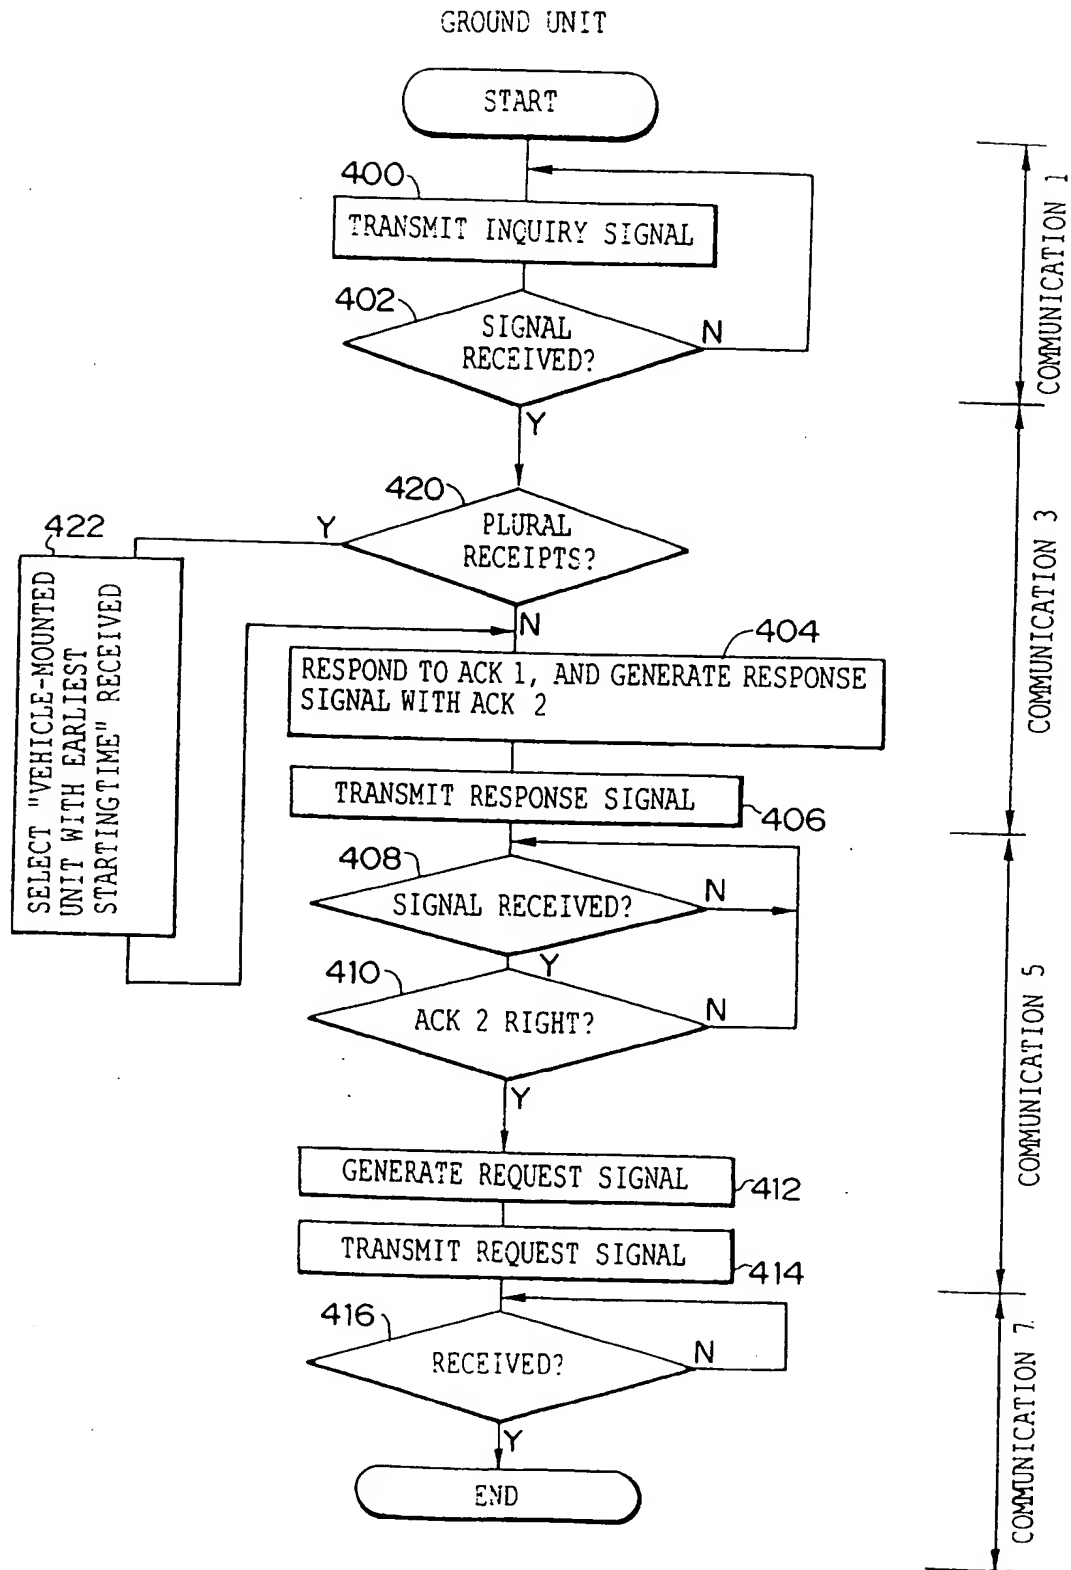 GROUND UNIT
START
400
TRANSMIT INQUIRY SIGNAL
402
SIGNAL
RECEIVED?
N
Y
COMMUNICATION 1
420
PLURAL
RECEIPTS?
Y
N
422
SELECT "VEHICLE-MOUNTED
UNIT WITH EARLIEST
STARTINGTIME" RECEIVED
404
RESPOND TO ACK 1, AND GENERATE RESPONSE
SIGNAL WITH ACK 2
TRANSMIT RESPONSE SIGNAL
406
COMMUNICATION 3
408
SIGNAL RECEIVED?
N
Y
410
ACK 2 RIGHT?
N
Y
GENERATE REQUEST SIGNAL
412
TRANSMIT REQUEST SIGNAL
414
COMMUNICATION 5
416
RECEIVED?
N
Y
END
COMMUNICATION 7